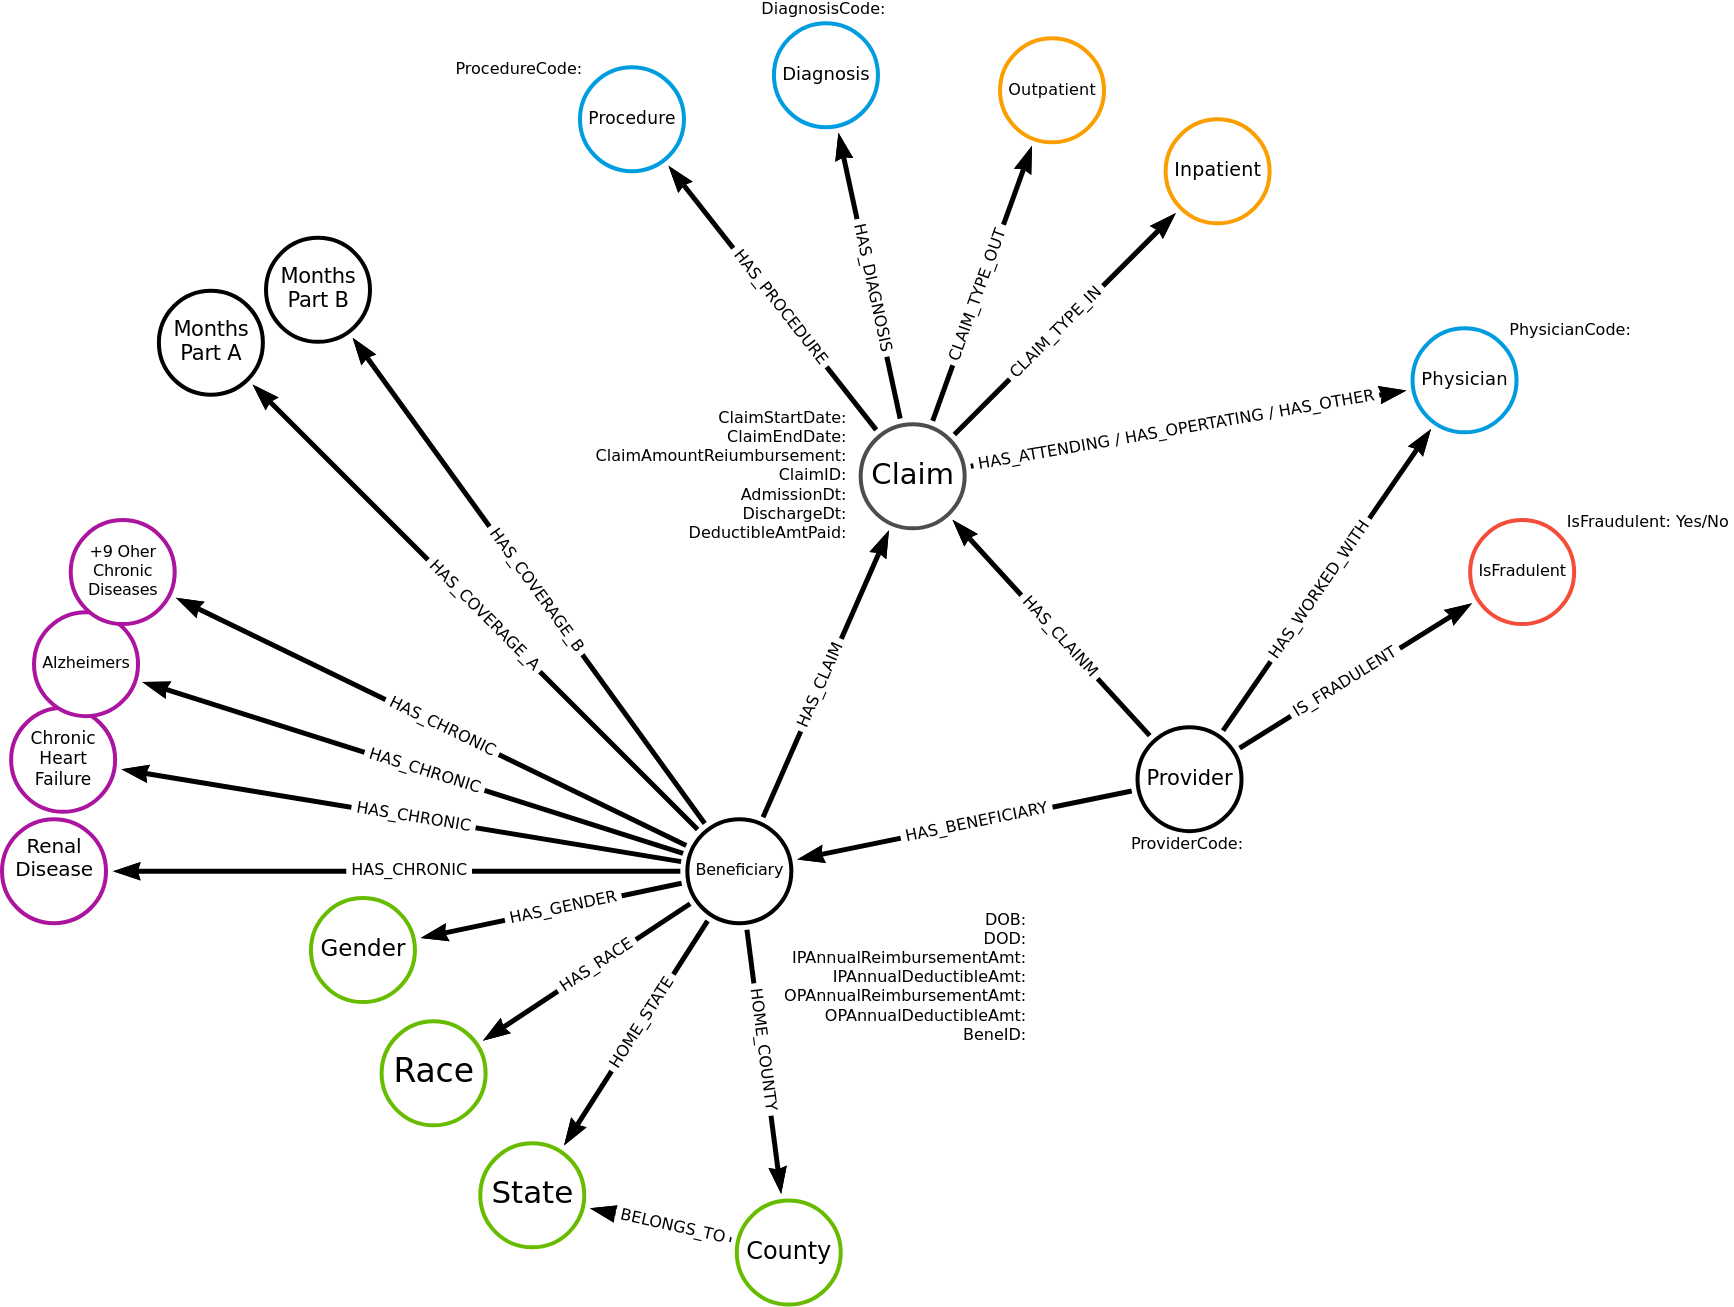 DiagnosisCode:
Diagnosis
ProcedureCode:
Procedure
Outpatient
Inpatient
HAS_PROCEDURE
HAS_DIAGNOSIS
CLAIM_TYPE_OUT
CLAIM_TYPE_IN
Months
Part B
Months
Part A
PhysicianCode:
Physician
HAS_ATTENDING / HAS_OPERTATING / HAS_OTHER
ClaimStartDate:
ClaimEndDate:
ClaimAmountReiumbursement:
ClaimID:
AdmissionDt:
DischargeDt:
DeductibleAmtPaid:
Claim
IsFraudulent: Yes/No
IsFradulent
HAS_COVERAGE_B
HAS_COVERAGE_A
HAS_WORKED_WITH
IS_FRADULENT
HAS_CLAINM
HAS_CLAIM
+9 Oher
Chronic
Diseases
Alzheimers
Chronic
Heart
Failure
Renal
Disease
HAS_CHRONIC
HAS_CHRONIC
HAS_CHRONIC
HAS_CHRONIC
Provider
ProviderCode:
HAS_BENEFICIARY
Beneficiary
HAS_GENDER
Gender
HAS_RACE
Race
HOME_STATE
State
HOME_COUNTY
County
BELONGS_TO
DOB:
DOD:
IPAnnualReimbursementAmt:
IPAnnualDeductibleAmt:
OPAnnualReimbursementAmt:
OPAnnualDeductibleAmt:
BeneID: